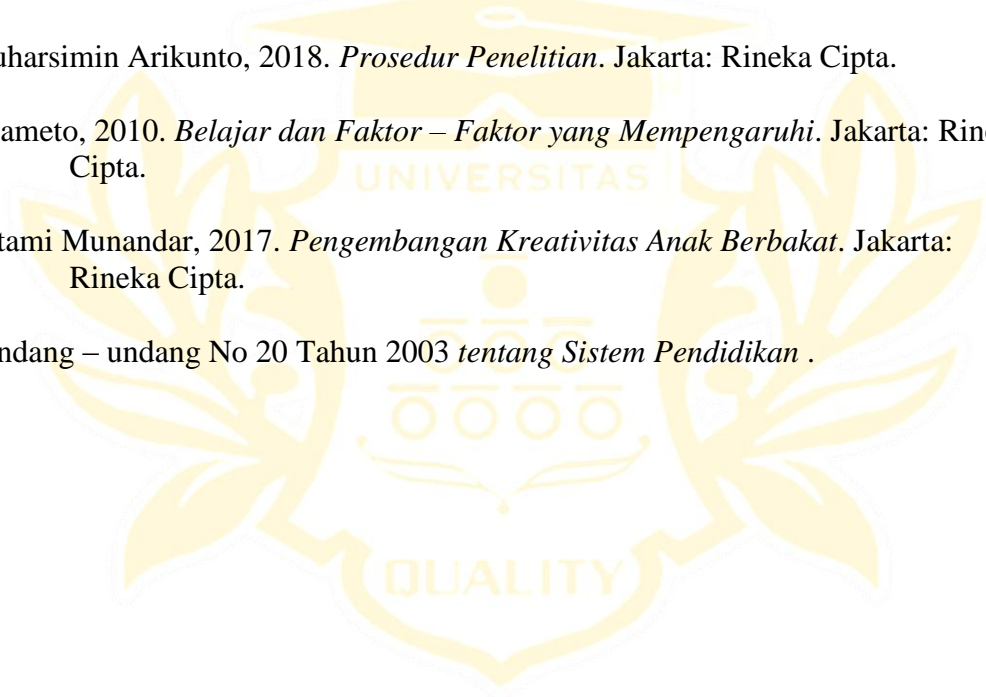 uharsimin Arikunto, 2018. Prosedur Penelitian. Jakarta: Rineka Cipta.
ameto, 2010. Belajar dan Faktor – Faktor yang Mempengaruhi. Jakarta: Rine
Cipta.
UNIVERSITAS
tami Munandar, 2017. Pengembangan Kreativitas Anak Berbakat. Jakarta:
Rineka Cipta.
ndang – undang No 20 Tahun 2003 tentang Sistem Pendidikan .
QUALITY